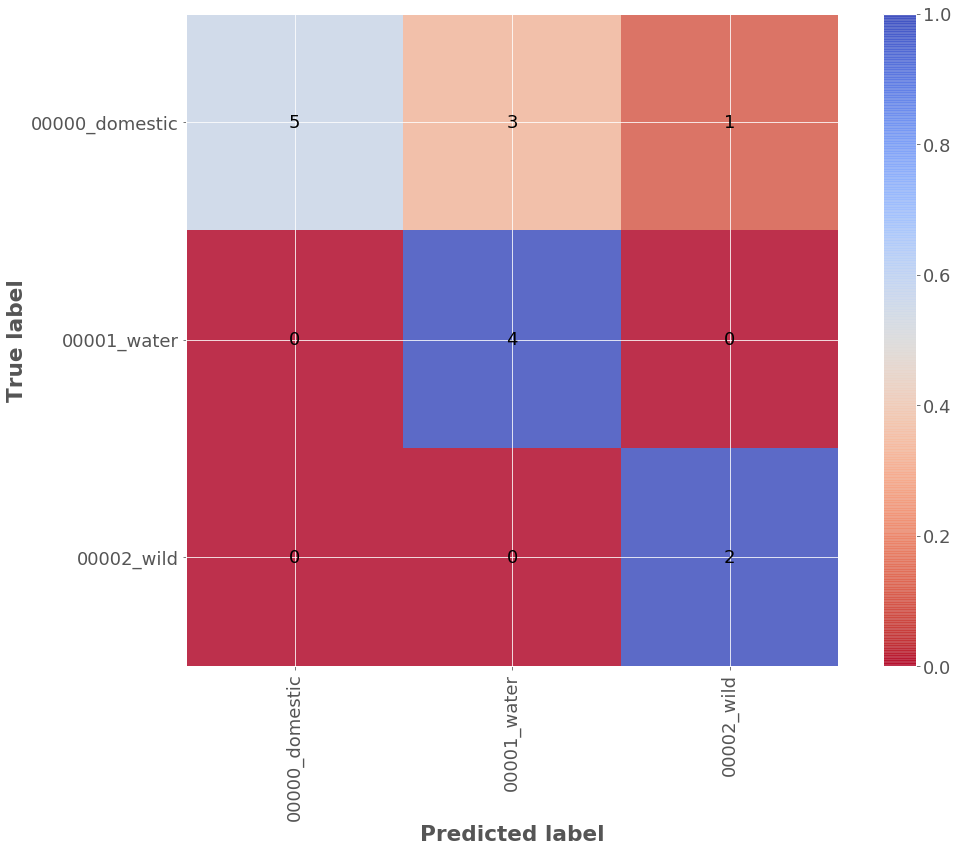 1.0
00000_domestic 5 3 1
0.8
0.6
True label
00001_water 0 4 0
0.4
0.2
00002_wild 0 0 2
0.0
00000_domestic
00001_water
00002_wild
Predicted label